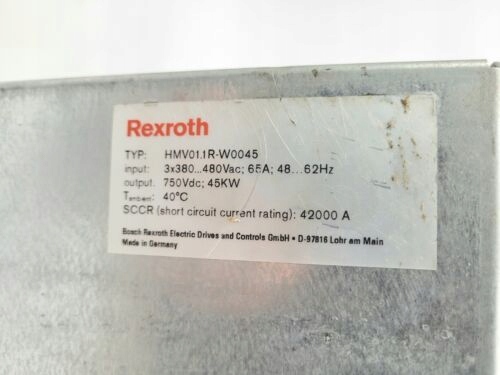 Rexroth
TYP: HMV01.1R-W0045
input: 3x380...480Vac; 65A; 48...62Hz
output: 750Vdc; 45KW
Tambient: 40°C
SCCR (short circuit current rating): 42000 A
Bosch Rexroth Electric Drives and Controls GmbH • D-97816 Lohr am Main
Made in Germany